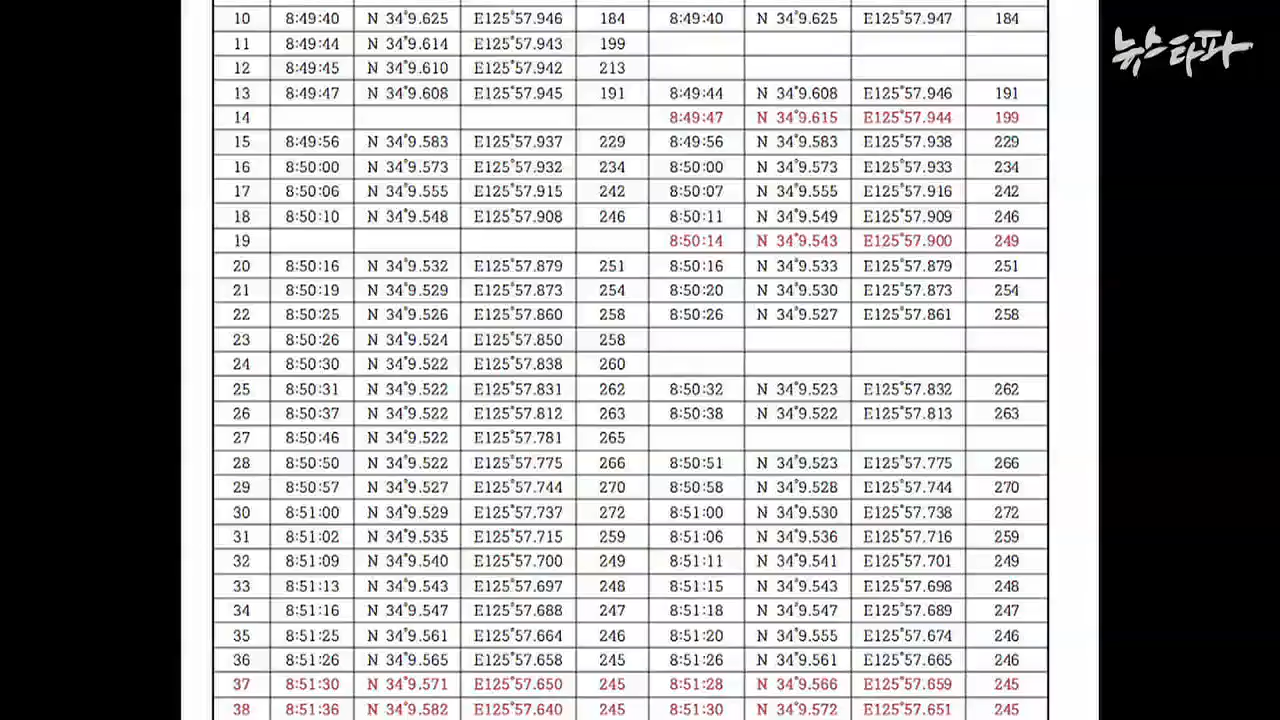 뉴스타파
10 8:49:40 N 34°9.625 E125°57.946 184 8:49:40 N 34°9.625 E125°57.947 184
11 8:49:44 N 34°9.614 E125°57.943 199
12 8:49:45 N 34°9.610 E125°57.942 213
13 8:49:47 N 34°9.608 E125°57.945 191 8:49:44 N 34°9.608 E125°57.946 191
14 8:49:47 N 34°9.615 E125°57.944 199
15 8:49:56 N 34°9.583 E125°57.937 229 8:49:56 N 34°9.583 E125°57.938 229
16 8:50:00 N 34°9.573 E125°57.932 234 8:50:00 N 34°9.573 E125°57.933 234
17 8:50:06 N 34°9.555 E125°57.915 242 8:50:07 N 34°9.555 E125°57.916 242
18 8:50:10 N 34°9.548 E125°57.908 246 8:50:11 N 34°9.549 E125°57.909 246
19 8:50:14 N 34°9.543 E125°57.900 249
20 8:50:16 N 34°9.532 E125°57.879 251 8:50:16 N 34°9.533 E125°57.879 251
21 8:50:19 N 34°9.529 E125°57.873 254 8:50:20 N 34°9.530 E125°57.873 254
22 8:50:25 N 34°9.526 E125°57.860 258 8:50:26 N 34°9.527 E125°57.861 258
23 8:50:26 N 34°9.524 E125°57.850 258
24 8:50:30 N 34°9.522 E125°57.838 260
25 8:50:31 N 34°9.522 E125°57.831 262 8:50:32 N 34°9.523 E125°57.832 262
26 8:50:37 N 34°9.522 E125°57.812 263 8:50:38 N 34°9.522 E125°57.813 263
27 8:50:46 N 34°9.522 E125°57.781 265
28 8:50:50 N 34°9.522 E125°57.775 266 8:50:51 N 34°9.523 E125°57.775 266
29 8:50:57 N 34°9.527 E125°57.744 270 8:50:58 N 34°9.528 E125°57.744 270
30 8:51:00 N 34°9.529 E125°57.737 272 8:51:00 N 34°9.530 E125°57.738 272
31 8:51:02 N 34°9.535 E125°57.715 259 8:51:06 N 34°9.536 E125°57.716 259
32 8:51:09 N 34°9.540 E125°57.700 249 8:51:11 N 34°9.541 E125°57.701 249
33 8:51:13 N 34°9.543 E125°57.697 248 8:51:15 N 34°9.543 E125°57.698 248
34 8:51:16 N 34°9.547 E125°57.688 247 8:51:18 N 34°9.547 E125°57.689 247
35 8:51:25 N 34°9.561 E125°57.664 246 8:51:20 N 34°9.555 E125°57.674 246
36 8:51:26 N 34°9.565 E125°57.658 245 8:51:26 N 34°9.561 E125°57.665 246
37 8:51:30 N 34°9.571 E125°57.650 245 8:51:28 N 34°9.566 E125°57.659 245
38 8:51:36 N 34°9.582 E125°57.640 245 8:51:30 N 34°9.572 E125°57.651 245